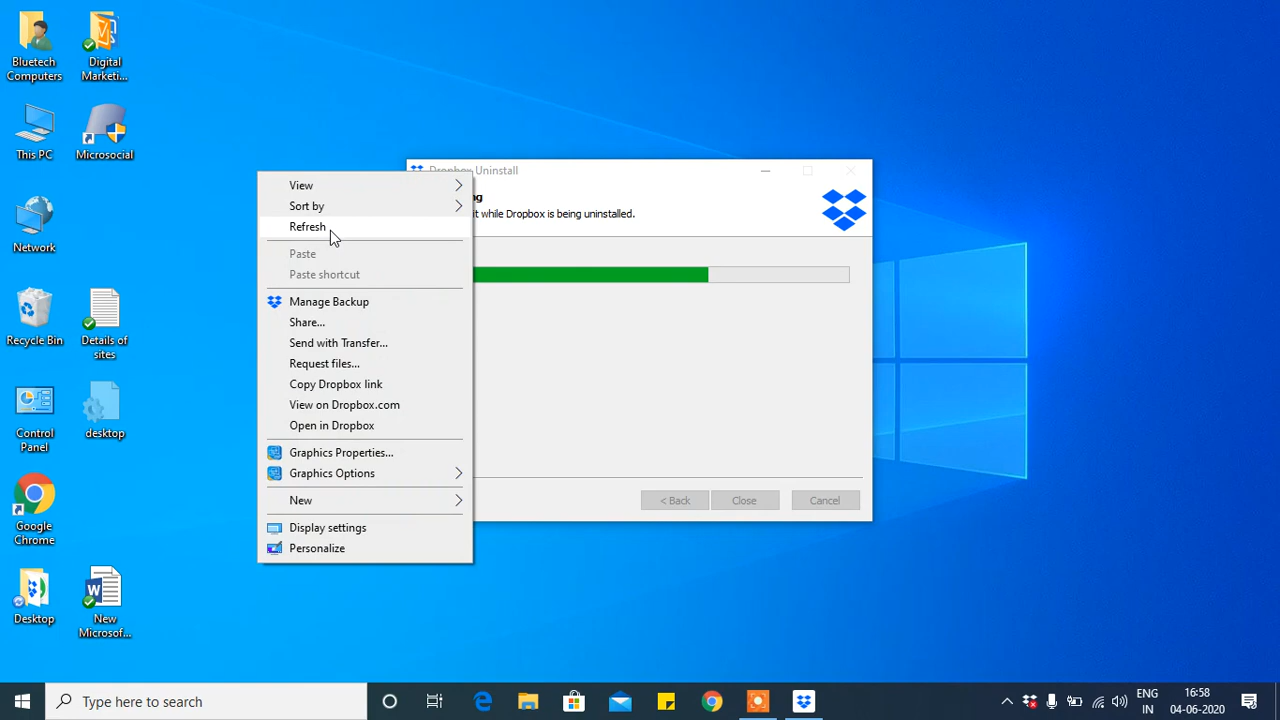 Bluetech
Computers
Digital
Marketi...
This PC
Microsocial
Network
Recycle Bin
Details of
sites
Control
Panel
desktop
Google
Chrome
Desktop
New
Microsof...
Dropbox Uninstall
ng
it while Dropbox is being uninstalled.
View
Sort by
Refresh
Paste
Paste shortcut
Manage Backup
Share...
Send with Transfer...
Request files...
Copy Dropbox link
View on Dropbox.com
Open in Dropbox
Graphics Properties...
Graphics Options
New
Display settings
Personalize
< Back
Close
Cancel
Type here to search
ENG
IN
16:58
04-06-2020